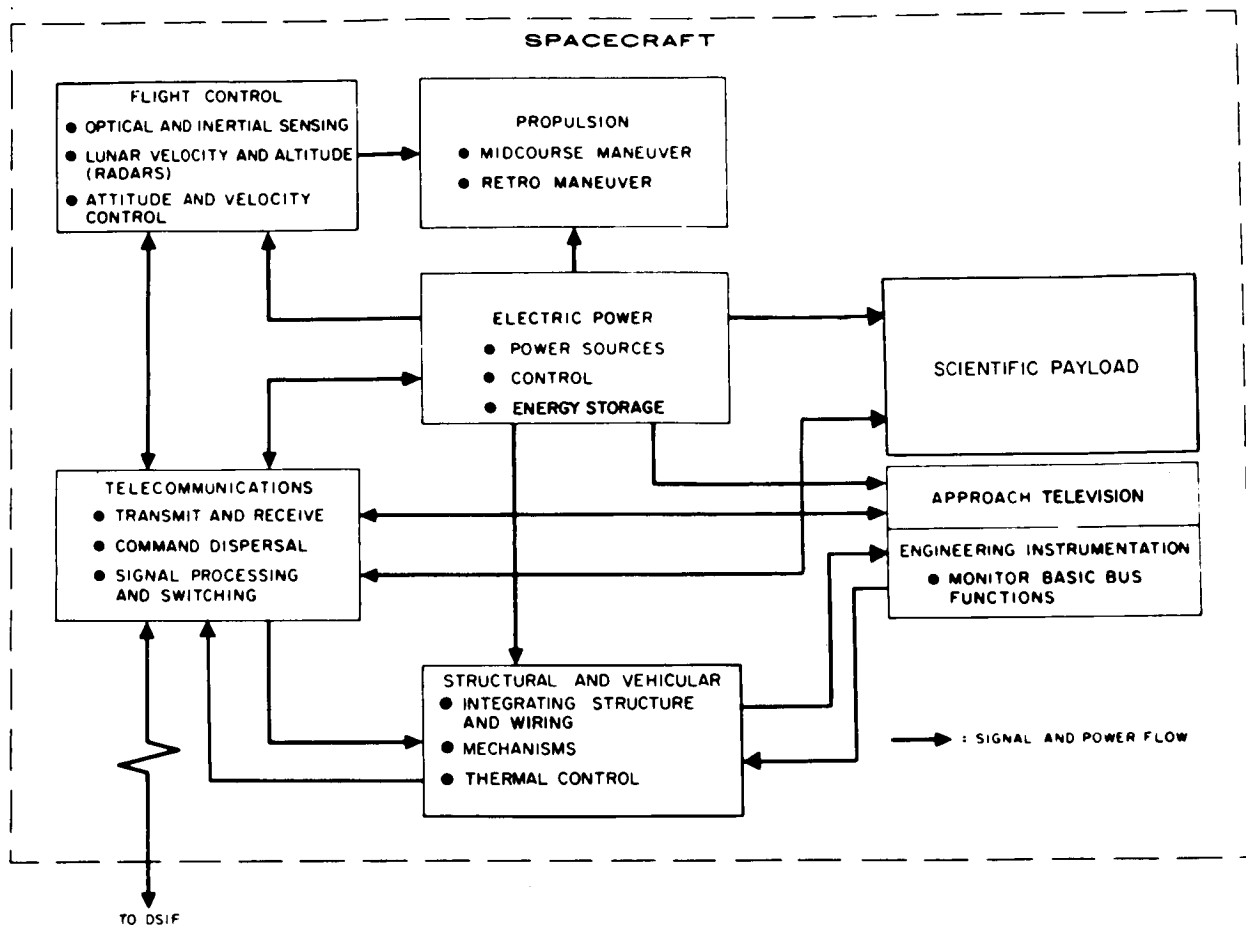 SPACECRAFT
FLIGHT CONTROL
● OPTICAL AND INERTIAL SENSING
● LUNAR VELOCITY AND ALTITUDE
(RADARS)
● ATTITUDE AND VELOCITY
CONTROL
PROPULSION
● MIDCOURSE MANEUVER
● RETRO MANEUVER
ELECTRIC POWER
● POWER SOURCES
● CONTROL
● ENERGY STORAGE
SCIENTIFIC PAYLOAD
TELECOMMUNICATIONS
● TRANSMIT AND RECEIVE
● COMMAND DISPERSAL
● SIGNAL PROCESSING
AND SWITCHING
APPROACH TELEVISION
ENGINEERING INSTRUMENTATION
● MONITOR BASIC BUS
FUNCTIONS
STRUCTURAL AND VEHICULAR
● INTEGRATING STRUCTURE
AND WIRING
● MECHANISMS
● THERMAL CONTROL
: SIGNAL AND POWER FLOW
TO DSIF